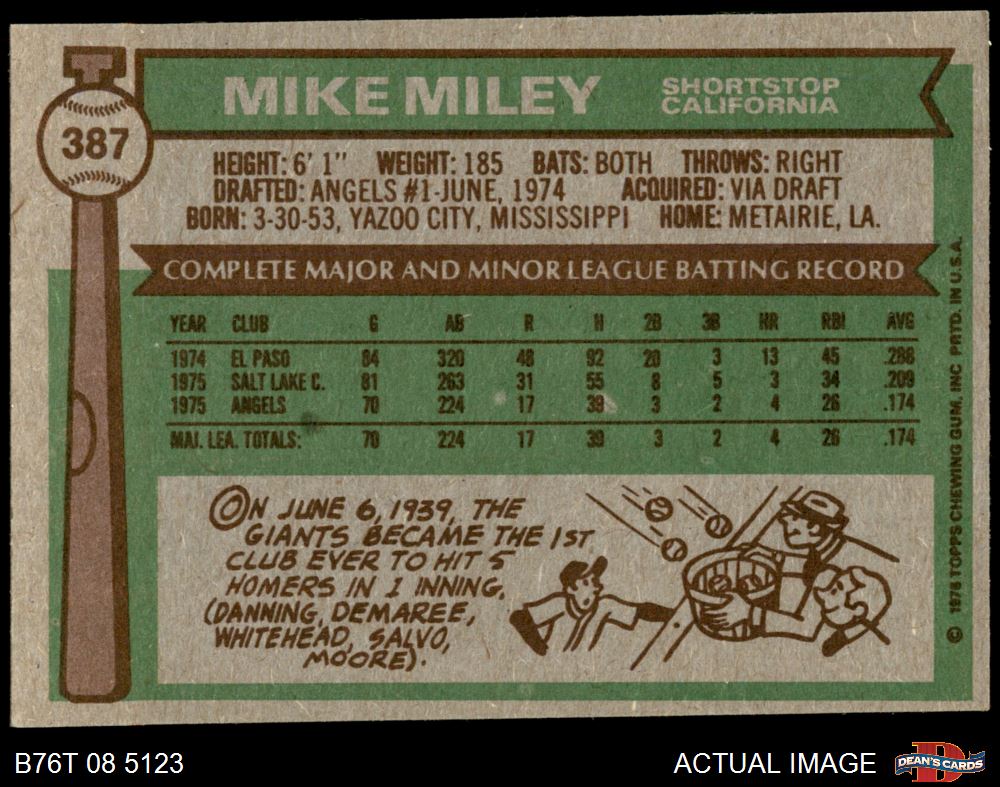 387
MIKE MILEY
SHORTSTOP
CALIFORNIA
HEIGHT: 6' 1" WEIGHT: 185 BATS: BOTH THROWS: RIGHT
DRAFTED: ANGELS #1-JUNE, 1974 ACQUIRED: VIA DRAFT
BORN: 3-30-53, YAZOO CITY, MISSISSIPPI HOME: METAIRIE, LA.
COMPLETE MAJOR AND MINOR LEAGUE BATTING RECORD
YEAR CLUB G AB R H 2B 3B HR RBI AVG
1974 EL PASO 84 320 48 92 20 3 13 45 .288
1975 SALT LAKE C. 81 263 31 55 8 5 3 34 .209
1975 ANGELS 70 224 17 39 3 2 4 26 .174
MAJ. LEA. TOTALS: 70 224 17 39 3 2 4 26 .174
ON JUNE 6, 1939, THE
GIANTS BECAME THE 1ST
CLUB EVER TO HIT 5
HOMERS IN 1 INNING.
(DANNING, DEMAREE,
WHITEHEAD, SALVO,
MOORE).
© 1976 TOPPS CHEWING GUM, INC PRTD. IN U.S.A.
B76T 08 5123
ACTUAL IMAGE
DEAN'S CARDS